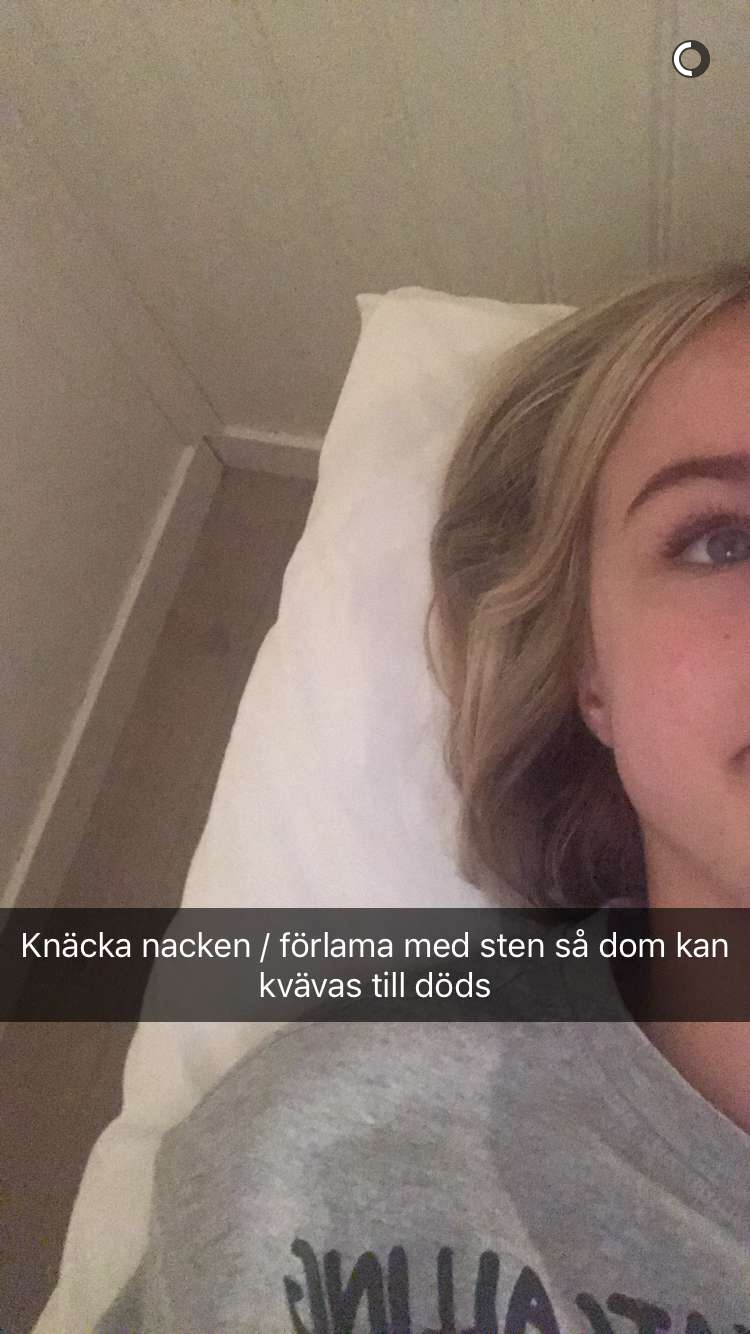 Knäcka nacken / förlama med sten så dom kan
kvävas till döds